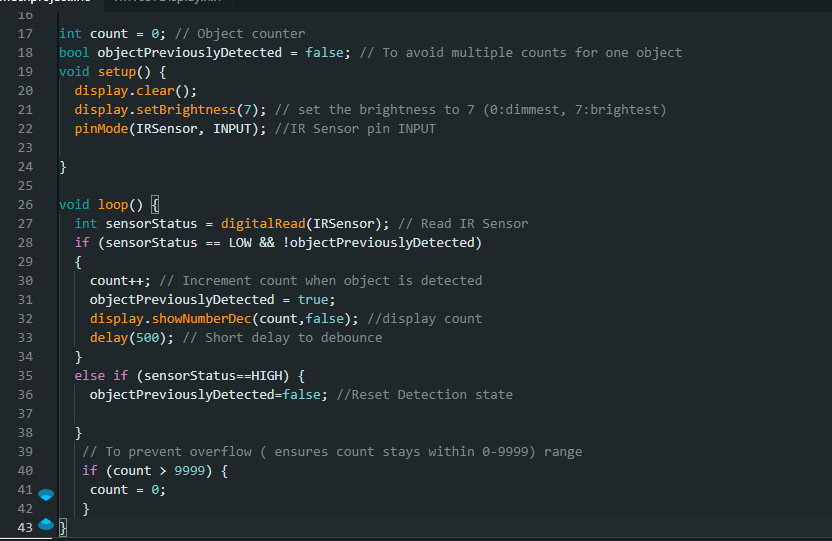 16
17 int count = 0; // Object counter
18 bool objectPreviouslyDetected = false; // To avoid multiple counts for one object
19 void setup() {
20 display.clear();
21 display.setBrightness(7); // set the brightness to 7 (0:dimmest, 7:brightest)
22 pinMode(IRSensor, INPUT); //IR Sensor pin INPUT
23
24 }
25
26 void loop() {
27 int sensorStatus = digitalRead(IRSensor); // Read IR Sensor
28 if (sensorStatus == LOW && !objectPreviouslyDetected)
29 {
30 count++; // Increment count when object is detected
31 objectPreviouslyDetected = true;
32 display.showNumberDec(count,false); //display count
33 delay(500); // Short delay to debounce
34 }
35 else if (sensorStatus==HIGH) {
36 objectPreviouslyDetected=false; //Reset Detection state
37
38 }
39 // To prevent overflow ( ensures count stays within 0-9999) range
40 if (count > 9999) {
41 count = 0;
42 }
43 }